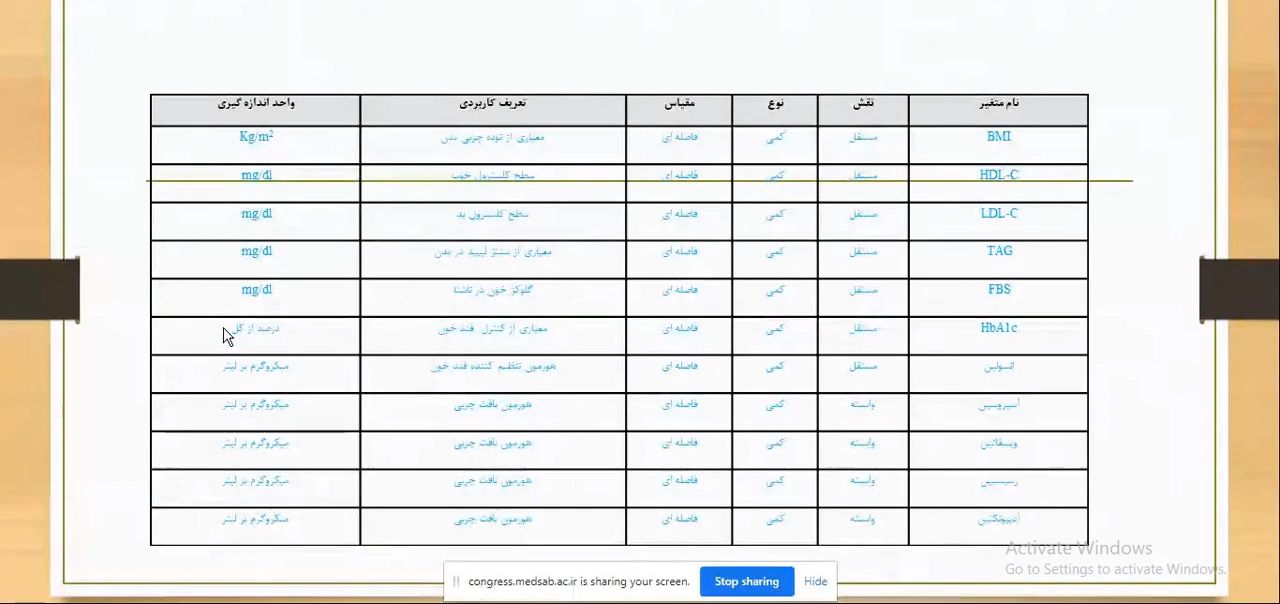 نام متغیر نقش نوع مقیاس تعریف کاربردی واحد اندازه گیری
BMI مستقل کمی فاصله ای معیاری از توده چربی بدن Kg/m²
HDL-C مستقل کمی فاصله ای سطح کلسترول خوب mg/dl
LDL-C مستقل کمی فاصله ای سطح کلسترول بد mg/dl
TAG مستقل کمی فاصله ای معیاری از سنتز لیپید در بدن mg/dl
FBS مستقل کمی فاصله ای گلوکز خون در ناشتا mg/dl
HbA1c مستقل کمی فاصله ای معیاری از کنترل قند خون درصد از کل
انسولین مستقل کمی فاصله ای هورمون تنظیم کننده قند خون میکروگرم بر لیتر
آسپروسین وابسته کمی فاصله ای هورمون بافت چربی میکروگرم بر لیتر
ویسفاتین وابسته کمی فاصله ای هورمون بافت چربی میکروگرم بر لیتر
رسیستین وابسته کمی فاصله ای هورمون بافت چربی میکروگرم بر لیتر
آدیپونکتین وابسته کمی فاصله ای هورمون بافت چربی میکروگرم بر لیتر
Activate Windows
Go to Settings to activate Windows.
congress.medsab.ac.ir is sharing your screen. Stop sharing Hide